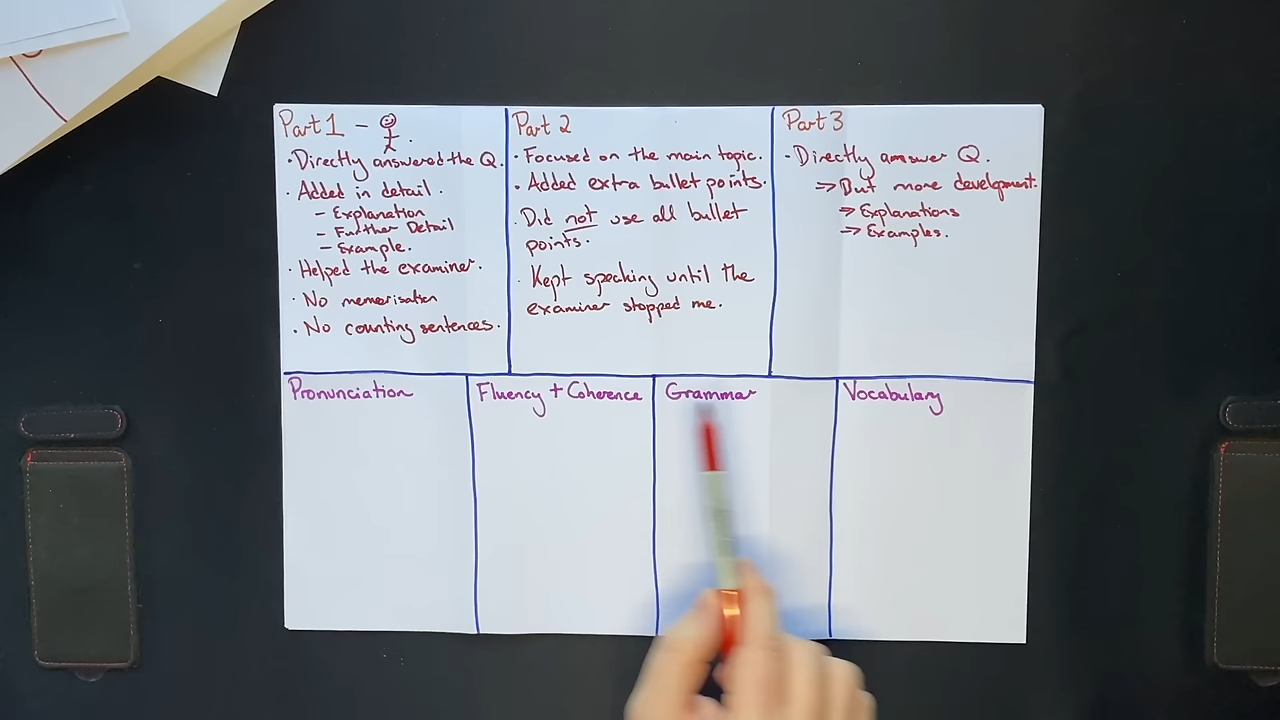 Part 1 -
· Directly answered the Q.
· Added in detail.
- Explanation
- Further Detail
- Example.
· Helped the examiner.
· No memorisation
· No counting sentences.
Part 2
· Focused on the main topic.
· Added extra bullet points.
· Did not use all bullet
points.
· Kept speaking until the
examiner stopped me.
Part 3
· Directly answer Q.
⇒ But more development.
→ Explanations
→ Examples.
Pronunciation
Fluency + Coherence
Grammar
Vocabulary